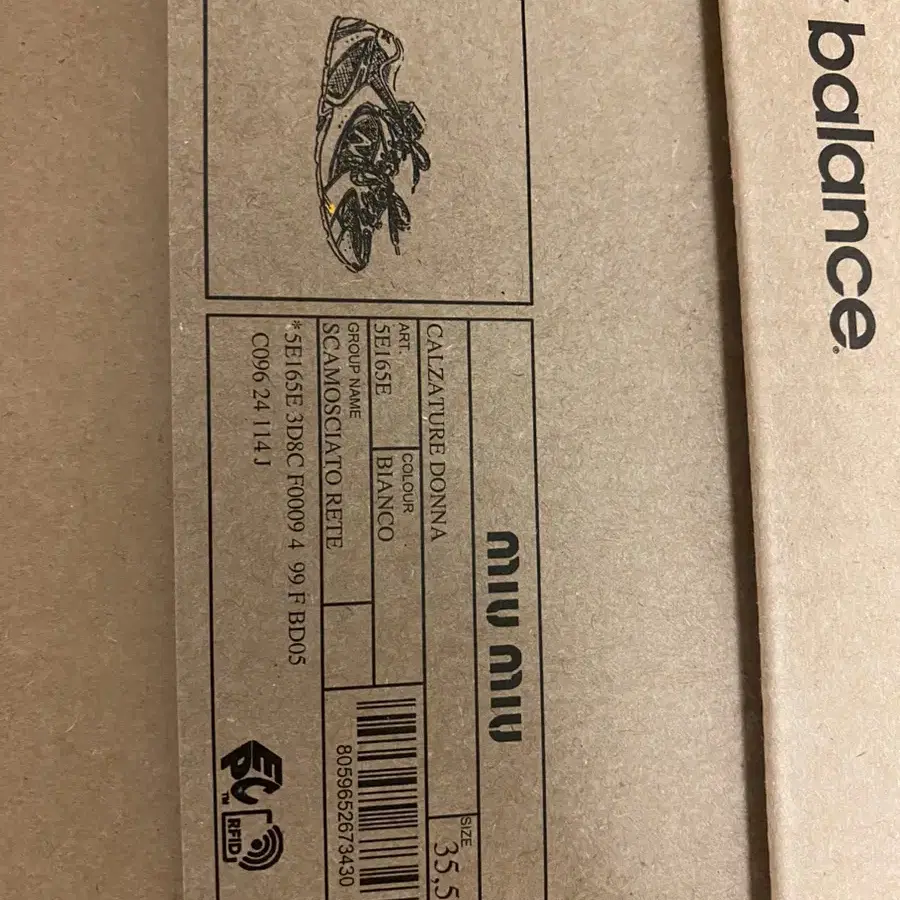 balance
miu miu
CALZATURE DONNA
SIZE
35,5
ART.
5E165E
COLOUR
BIANCO
GROUP NAME
SCAMOSCIATO RETE
8059652673430
*5E165E 3D8C F0009 4 99 F BD05
C096 24 114 J
EPC
TM
RFID